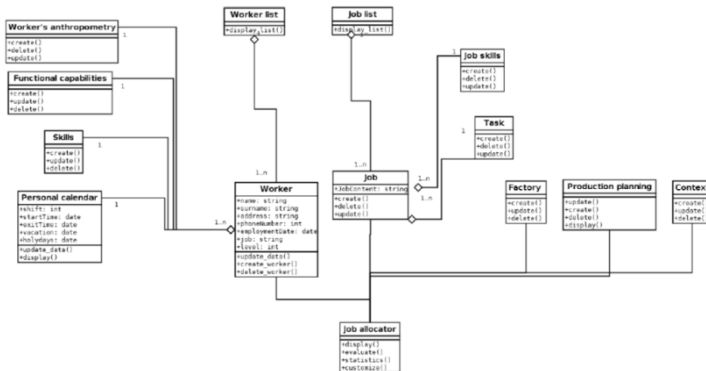 Worker's anthropometry
+create()
+delete()
+update()
1
Functional capabilities
+create()
+update()
+delete()
1
Skills
+create()
+update()
+delete()
1
Personal calendar
+shift: int
+startTime: date
+exitTime: date
+vacation: date
+holydays: date
+update_data()
+display()
1
Worker list
+display_list()
1..n
1..n
Worker
+name: string
+surname: string
+address: string
+phoneNumber: int
+employmentDate: date
+job: string
+level: int
+update_data()
+create_worker()
+delete_worker()
Job list
+display_list()
1..n
Job
+JobContent: string
+create()
+delete()
+update()
1..n
1..n
Job skills
+create()
+delete()
+update()
1
Task
+create()
+delete()
+update()
1
Factory
+create()
+update()
+delete()
Production planning
+update()
+create()
+delete()
+display()
Contex
+create()
+update()
+delete()
Job allocator
+display()
+evaluate()
+statistics()
+customize()